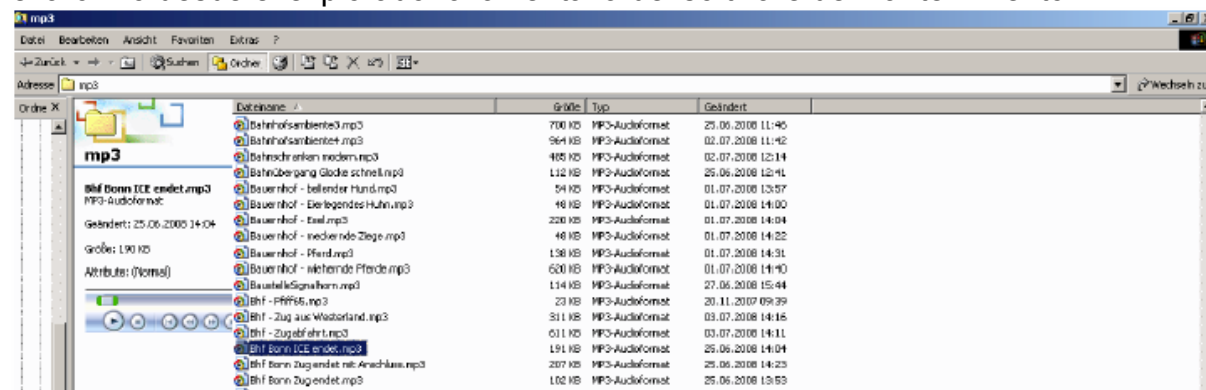 mp3
Datei Bearbeiten Ansicht Favoriten Extras ?
Zurück Suchen Ordner
Adresse mp3 Wechseln zu
Ordne X Dateiname Größe Typ Geändert
Bahnhofsambiente3.mp3 700 KB MP3-Audioformat 25.06.2008 11:46
Bahnhofsambiente4.mp3 964 KB MP3-Audioformat 02.07.2008 11:42
Bahnschranken modern.mp3 485 KB MP3-Audioformat 02.07.2008 12:14
Bahnübergang Glocke schnell.mp3 112 KB MP3-Audioformat 25.06.2008 12:41
Bauernhof - bellender Hund.mp3 54 KB MP3-Audioformat 01.07.2008 13:57
Bauernhof - Eierlegendes Huhn.mp3 48 KB MP3-Audioformat 01.07.2008 14:00
Bauernhof - Esel.mp3 220 KB MP3-Audioformat 01.07.2008 14:04
Bauernhof - meckernde Ziege.mp3 48 KB MP3-Audioformat 01.07.2008 14:22
Bauernhof - Pferd.mp3 138 KB MP3-Audioformat 01.07.2008 14:31
Bauernhof - wiehernde Pferde.mp3 620 KB MP3-Audioformat 01.07.2008 14:40
BaustelleSignalhorn.mp3 114 KB MP3-Audioformat 27.06.2008 15:44
Bhf - Pfiff65.mp3 23 KB MP3-Audioformat 20.11.2007 09:39
Bhf - Zug aus Westerland.mp3 311 KB MP3-Audioformat 03.07.2008 14:16
Bhf - Zugabfahrt.mp3 611 KB MP3-Audioformat 03.07.2008 14:11
Bhf Bonn ICE endet.mp3 191 KB MP3-Audioformat 25.06.2008 14:04
Bhf Bonn Zug endet mit Anschluss.mp3 207 KB MP3-Audioformat 25.06.2008 14:23
Bhf Bonn Zug endet.mp3 102 KB MP3-Audioformat 25.06.2008 13:53
mp3
Bhf Bonn ICE endet.mp3
MP3-Audioformat
Geändert: 25.06.2008 14:04
Größe: 190 KB
Attribute: (Normal)